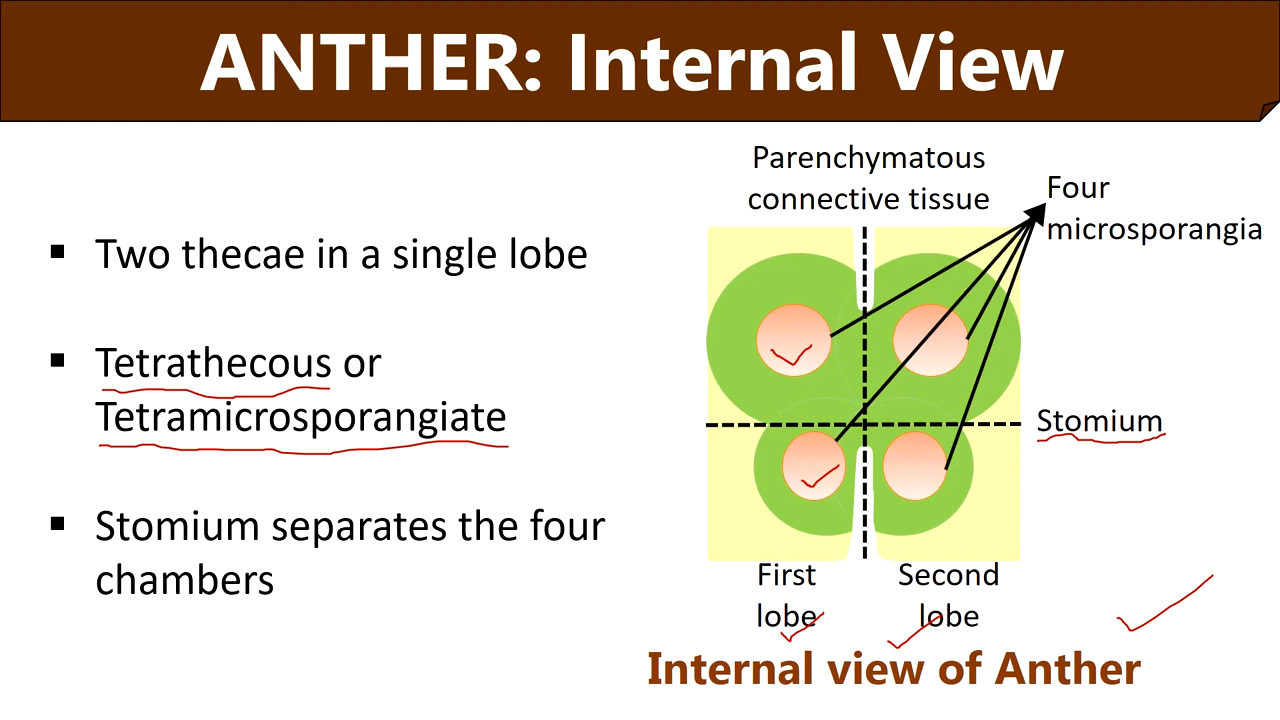 ANTHER: Internal View
▪ Two thecae in a single lobe
▪ Tetrathecous or
Tetramicrosporangiate
▪ Stomium separates the four
chambers
Parenchymatous
connective tissue
Four
microsporangia
Stomium
First
lobe
Second
lobe
Internal view of Anther